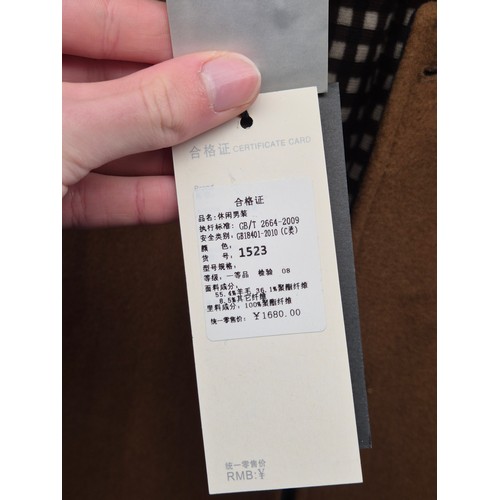 合格证 CERTIFICATE CARD
合格证
品名: 休闲男装
执行标准: GB/T 2664-2009
安全类别, GB18401-2010 (C类)
颜 色,
货 号, 1523
型号规格,
等级, 一等品 检验 08
面料成分,
55.4%羊毛 36.1%聚酯纤维
8.5%其它纤维
里料成分, 100%聚酯纤维
统一零售价: ￥1680.00
统一零售价
RMB:¥